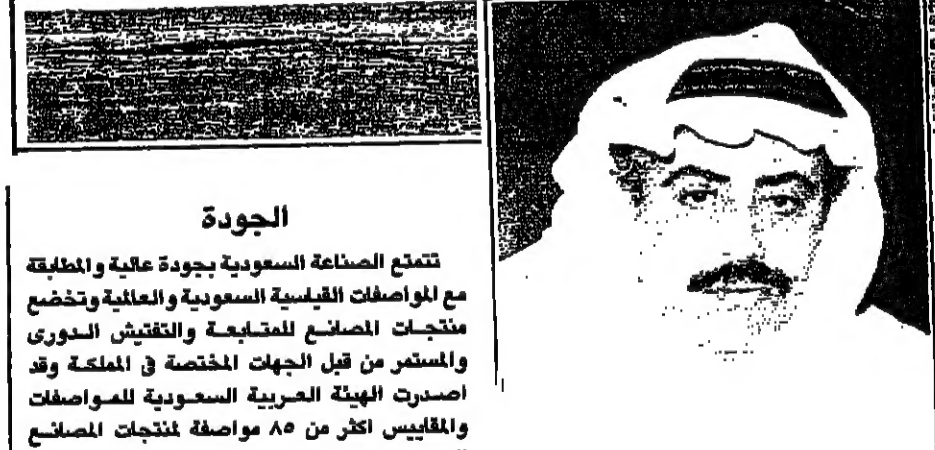 الجودة
تتمتع الصناعة السعودية بجودة عالية والمطابقة
مع المواصفات القياسية السعودية والعالمية وتخضع
منتجات المصانع للمتابعة والتفتيش الدورى
والمستمر من قبل الجهات المختصة في المملكة وقد
اصدرت الهيئة العربية السعودية للمواصفات
والمقاييس اكثر من ٨٥ مواصفة لمنتجات المصانع